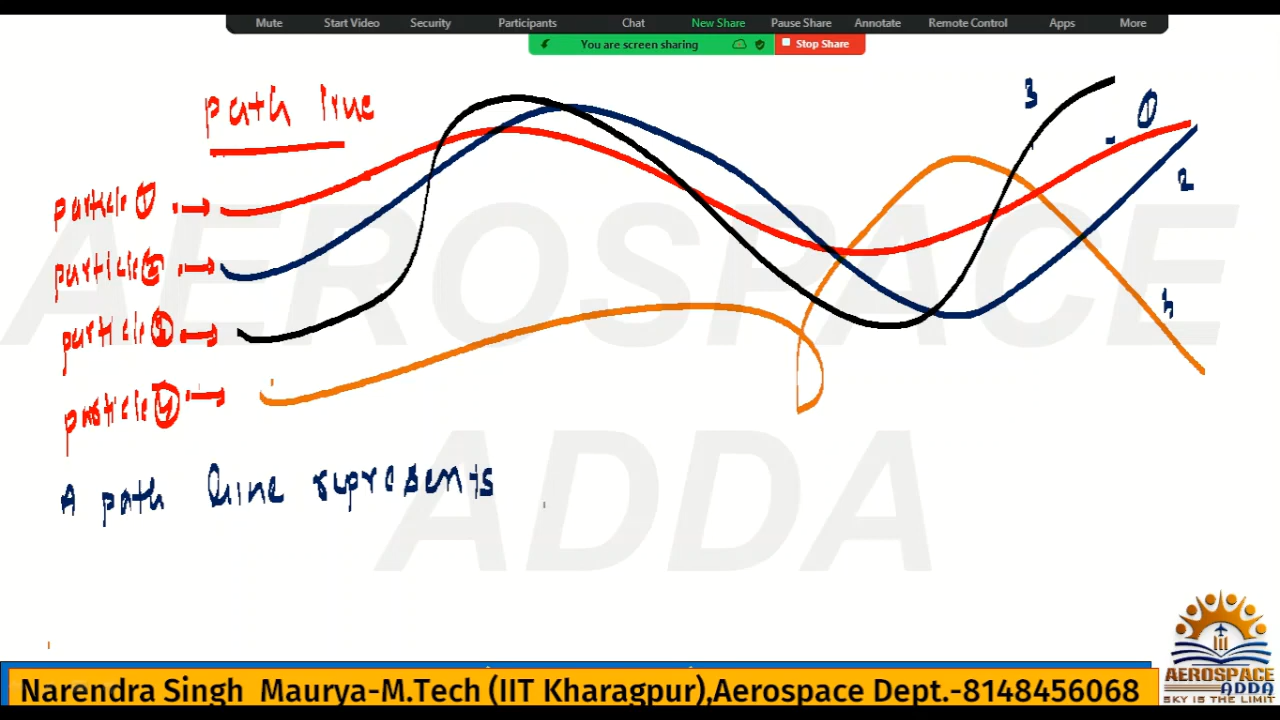 Mute Start Video Security Participants Chat New Share Pause Share Annotate Remote Control Apps More
You are screen sharing Stop Share
path line
3
1
particle 1
2
particle 2
particle 3
particle 4
4
A path line represents
AEROSPACE
ADDA
AEROSPACE
ADDA
SKY IS THE LIMIT
Narendra Singh Maurya-M.Tech (IIT Kharagpur),Aerospace Dept.-8148456068